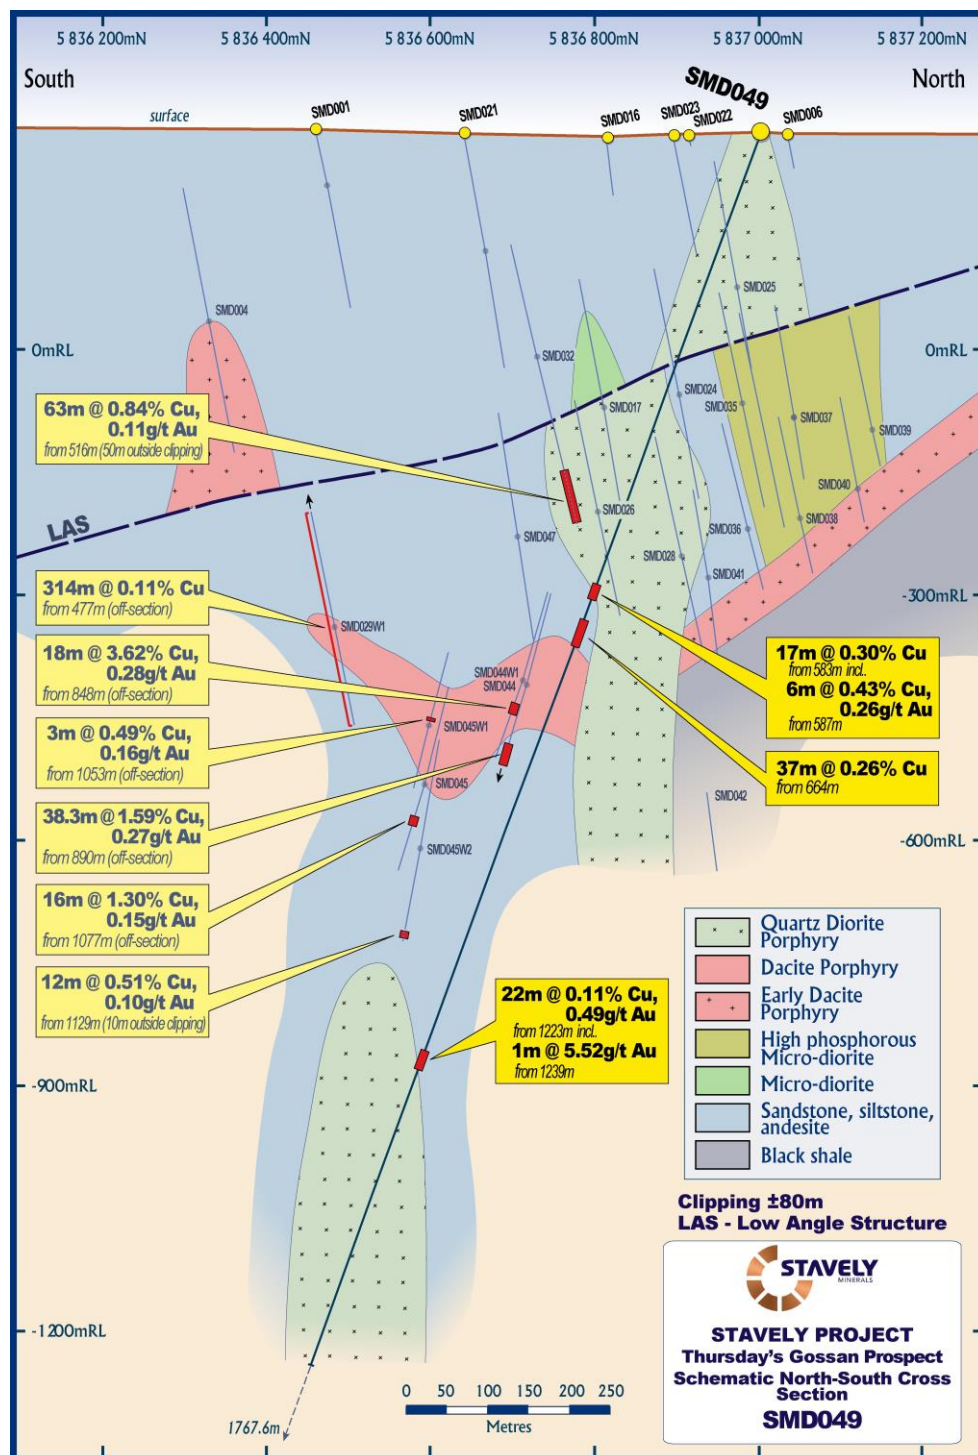 5 836 200mN
5 836 400mN
5 836 600mN
5 836 800mN
5 837 000mN
5 837 200mN
South
North
SMD049
surface
SMD001
SMD021
SMD016
SMD023
SMD022
SMD006
SMD025
SMD004
0mRL
0mRL
SMD032
SMD024
SMD017
SMD035
SMD037
SMD039
63m @ 0.84% Cu,
0.11g/t Au
from 516m (50m outside clipping)
SMD040
SMD026
SMD038
LAS
SMD047
SMD036
SMD028
SMD041
-300mRL
-300mRL
314m @ 0.11% Cu
from 477m (off-section)
SMD029W1
18m @ 3.62% Cu,
0.28g/t Au
from 848m (off-section)
SMD044W1
SMD044
17m @ 0.30% Cu
from 583m incl.
6m @ 0.43% Cu,
0.26g/t Au
from 587m
3m @ 0.49% Cu,
0.16g/t Au
from 1053m (off-section)
SMD045W1
37m @ 0.26% Cu
from 664m
SMD045
SMD042
38.3m @ 1.59% Cu,
0.27g/t Au
from 890m (off-section)
SMD045W2
-600mRL
-600mRL
16m @ 1.30% Cu,
0.15g/t Au
from 1077m (off-section)
12m @ 0.51% Cu,
0.10g/t Au
from 1129m (10m outside clipping)
22m @ 0.11% Cu,
0.49g/t Au
from 1223m incl.
1m @ 5.52g/t Au
from 1239m
Quartz Diorite
Porphyry
Dacite Porphyry
Early Dacite
Porphyry
High phosphorous
Micro-diorite
Micro-diorite
Sandstone, siltstone,
andesite
Black shale
-900mRL
-900mRL
Clipping ±80m
LAS - Low Angle Structure
STAVELY
MINERALS
STAVELY PROJECT
Thursday's Gossan Prospect
Schematic North-South Cross
Section
SMD049
-1200mRL
0 50 100 150 200 250
Metres
1767.6m